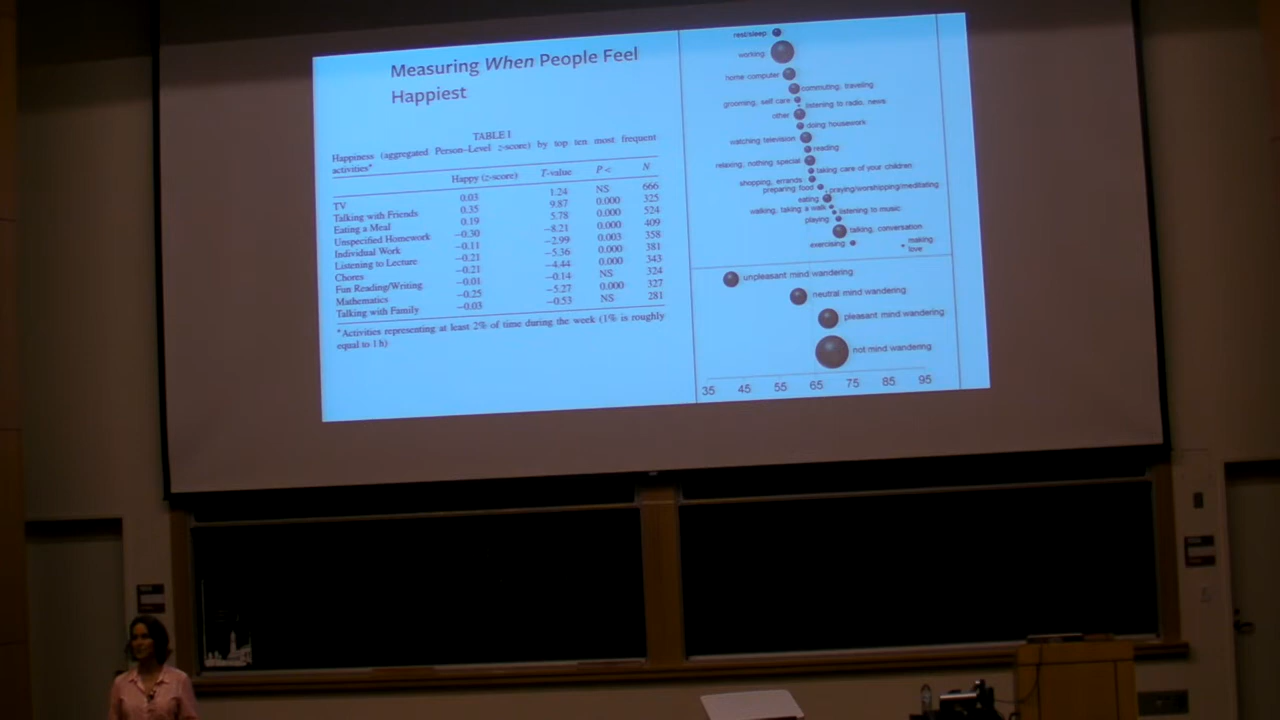 Measuring When People Feel
Happiest
TABLE I
Happiness (aggregated Person-Level z-score) by top ten most frequent
activities*
Happy (z-score) T-value P < N
TV 0.03 1.24 NS 666
Talking with Friends 0.35 9.87 0.000 325
Eating a Meal 0.19 5.78 0.000 524
Unspecified Homework −0.30 −8.21 0.000 409
Individual Work −0.11 −2.99 0.003 358
Listening to Lecture −0.21 −5.36 0.000 381
Chores −0.21 −4.44 0.000 343
Fun Reading/Writing −0.01 −0.14 NS 324
Mathematics −0.25 −5.27 0.000 327
Talking with Family −0.03 −0.53 NS 281
*Activities representing at least 2% of time during the week (1% is roughly
equal to 1 h)
rest/sleep
working
home computer
commuting, traveling
grooming, self care
listening to radio, news
other
doing housework
watching television
reading
relaxing, nothing special
taking care of your children
shopping, errands
preparing food
praying/worshipping/meditating
eating
walking, taking a walk
listening to music
playing
talking, conversation
exercising
making
love
unpleasant mind wandering
neutral mind wandering
pleasant mind wandering
not mind wandering
35 45 55 65 75 85 95